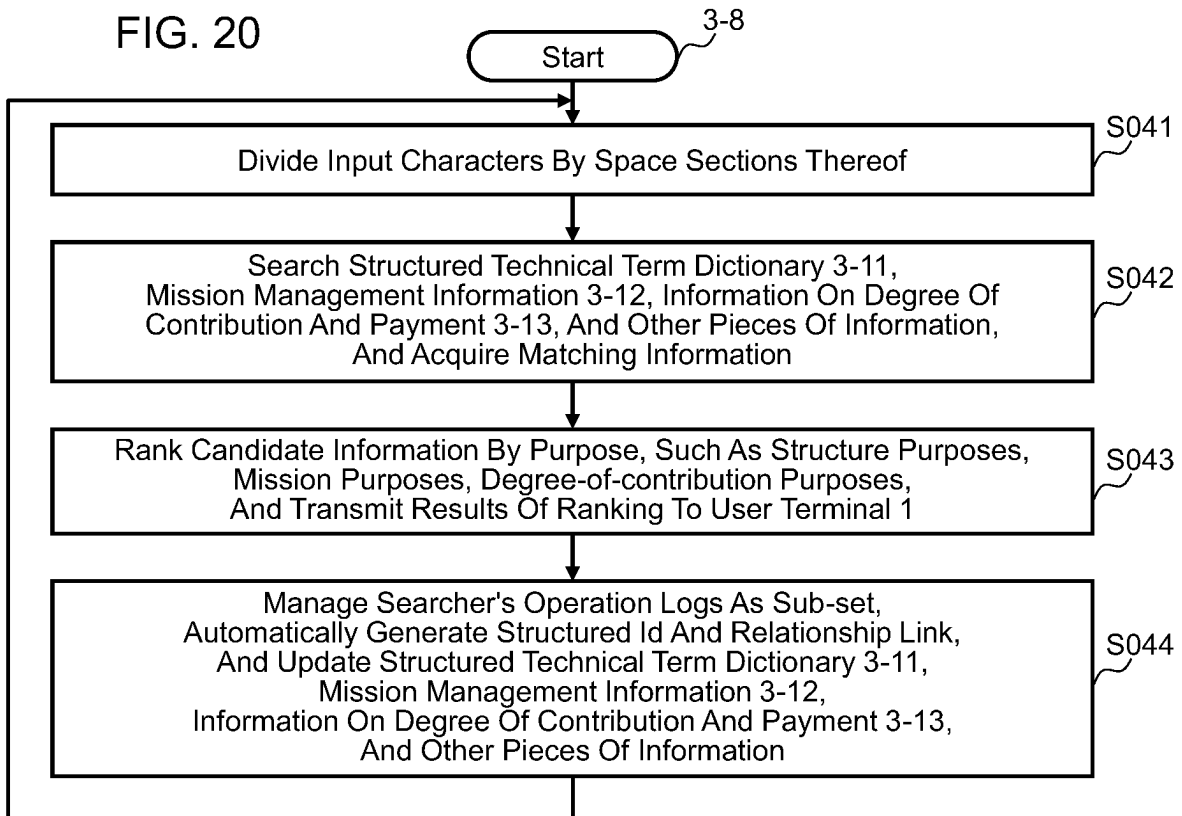 FIG. 20
3-8
Start
S041
Divide Input Characters By Space Sections Thereof
S042
Search Structured Technical Term Dictionary 3-11,
Mission Management Information 3-12, Information On Degree Of
Contribution And Payment 3-13, And Other Pieces Of Information,
And Acquire Matching Information
S043
Rank Candidate Information By Purpose, Such As Structure Purposes,
Mission Purposes, Degree-of-contribution Purposes,
And Transmit Results Of Ranking To User Terminal 1
S044
Manage Searcher's Operation Logs As Sub-set,
Automatically Generate Structured Id And Relationship Link,
And Update Structured Technical Term Dictionary 3-11,
Mission Management Information 3-12,
Information On Degree Of Contribution And Payment 3-13,
And Other Pieces Of Information